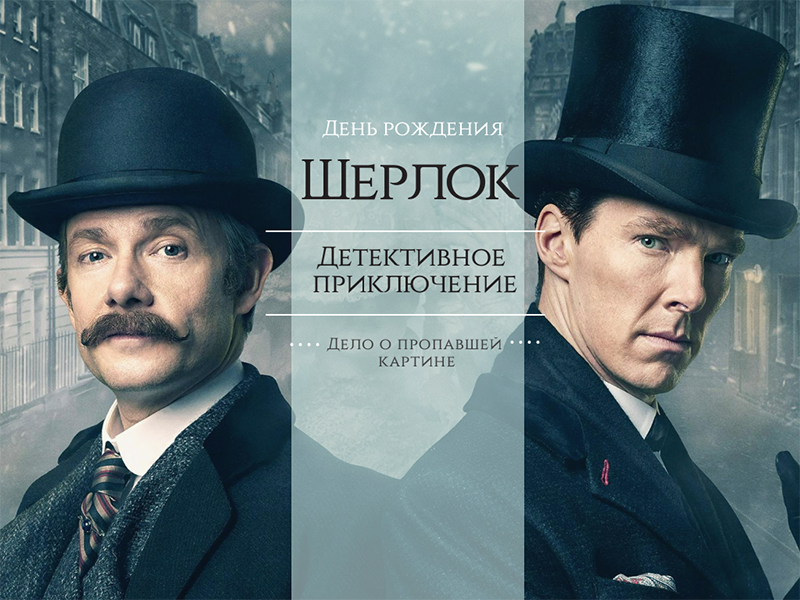 День рождения
Шерлок
Детективное
приключение
Дело о пропавшей
картине